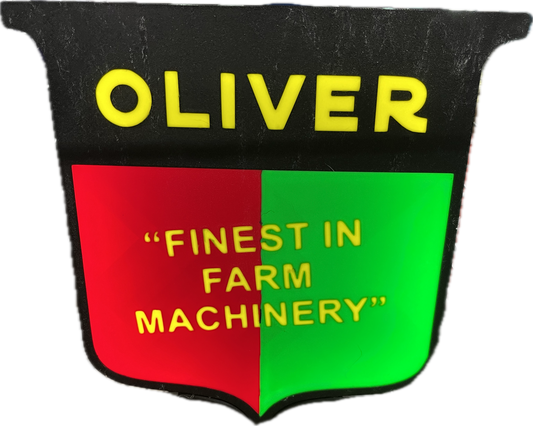 OLIVER
“FINEST IN
FARM
MACHINERY”